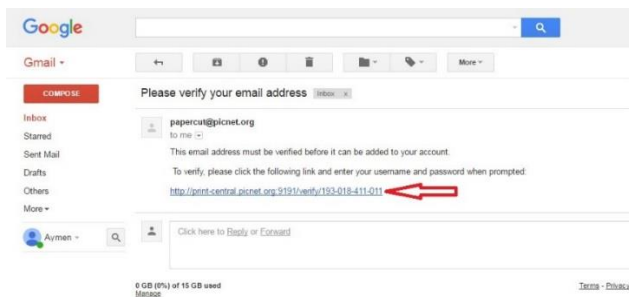 Google
Gmail
More
COMPOSE
Please verify your email address Inbox x
Inbox
Starred
Sent Mail
Drafts
Others
More
Aymen
papercut@picnet.org
to me
This email address must be verified before it can be added to your account.
To verify, please click the following link and enter your username and password when prompted:
http://print-central.picnet.org:9191/verify/193-018-411-011
Click here to Reply or Forward
0 GB (0%) of 15 GB used
Manage
Terms - Privacy